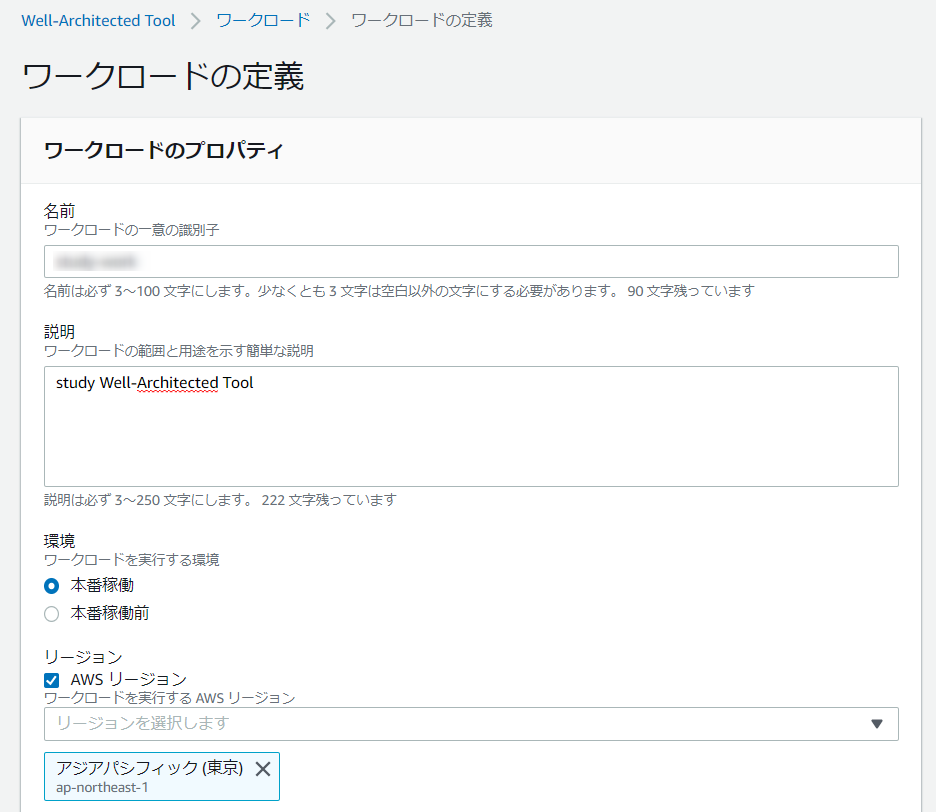 Well-Architected Tool > ワークロード > ワークロードの定義
ワークロードの定義
ワークロードのプロパティ
名前
ワークロードの一意の識別子
名前は必ず 3～100 文字にします。少なくとも 3 文字は空白以外の文字にする必要があります。 90 文字残っています
説明
ワークロードの範囲と用途を示す簡単な説明
study Well-Architected Tool
説明は必ず 3～250 文字にします。 222 文字残っています
環境
ワークロードを実行する環境
本番稼働
本番稼働前
リージョン
AWS リージョン
ワークロードを実行する AWS リージョン
リージョンを選択します
アジアパシフィック (東京)
ap-northeast-1